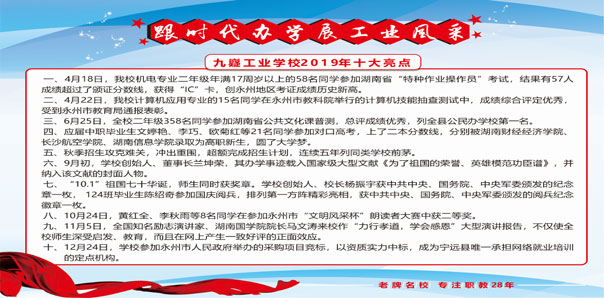 跟时代办学展工业风采
九嶷工业学校2019年十大亮点
一、4月18日，我校机电专业二年级年满17周岁以上的58名同学参加湖南省“特种作业操作员”考试，结果有57人
成绩超过了颁证分数线，获得“IC”卡，创永州地区考证成绩历史新高。
二、4月22日，我校计算机应用专业的15名同学在永州市教科院举行的计算机技能抽查测试中，成绩综合评定优秀，
受到永州市教育局通报表彰。
三、6月25日，全校二年级358名同学参加湖南省公共文化课普测，总评成绩优秀，列全县公民办学校第一名。
四、应届中职毕业生文婷艳、李巧、欧菊红等21名同学参加对口高考，上了二本分数线，分别被湖南财经经济学院、
长沙航空学院、湖南信息学院录取为高职新生，圆了大学梦。
五、秋季招生攻克难关，冲出重围，超额完成招生计划，连续五年列同类学校前茅。
六、9月初，学校创始人、董事长兰坤荣，其办学事迹载入国家级大型文献《为了祖国的荣誉、英雄模范功臣谱》，并
纳入该文献的封面人物。
七、“10.1”祖国七十华诞，师生同时获奖章。学校创始人、校长杨振宇获中共中央、国务院、中央军委颁发的纪念
章一枚，124班毕业生陈绍奇参加国庆阅兵，排列第一方阵精彩亮相，获中共中央、国务院、中央军委颁发的阅兵纪念
徽章一枚。
八、10月24日，黄红全、李秋雨等8名同学在参加永州市“文明风采杯”朗读者大赛中获二等奖。
九、11月5日，全国知名励志演讲家、湖南国学院院长马文涛来校作“力行孝道，学会感恩”大型演讲报告，不仅使全
校师生深受启发、教育，而且在网上产生一致好评的正面效应。
十、12月24日，学校参加永州市人民政府举办的采购项目竞标，以资质实力中标，成为宁远县唯一承担网络就业培训
的定点机构。
老牌名校 专注职教28年